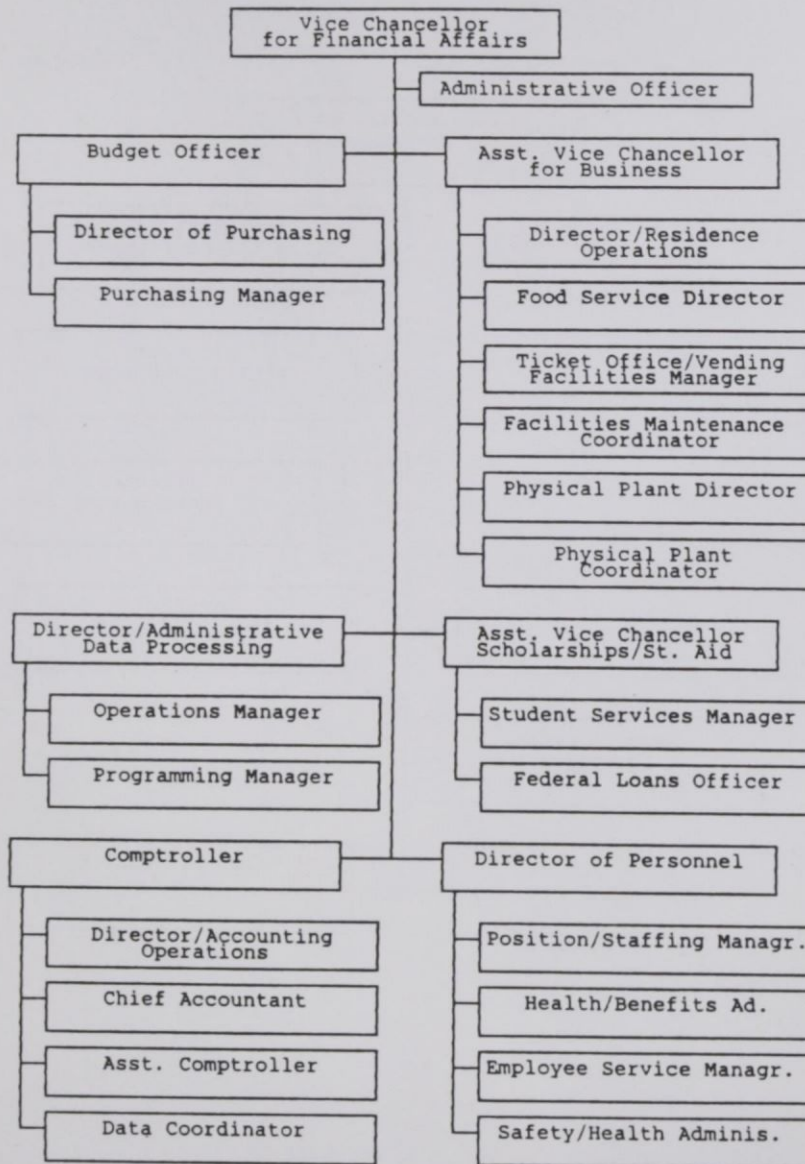 Vice Chancellor
for Financial Affairs
Administrative Officer
Budget Officer
Director of Purchasing
Purchasing Manager
Asst. Vice Chancellor
for Business
Director/Residence
Operations
Food Service Director
Ticket Office/Vending
Facilities Manager
Facilities Maintenance
Coordinator
Physical Plant Director
Physical Plant
Coordinator
Director/Administrative
Data Processing
Operations Manager
Programming Manager
Asst. Vice Chancellor
Scholarships/St. Aid
Student Services Manager
Federal Loans Officer
Comptroller
Director/Accounting
Operations
Chief Accountant
Asst. Comptroller
Data Coordinator
Director of Personnel
Position/Staffing Managr.
Health/Benefits Ad.
Employee Service Managr.
Safety/Health Adminis.